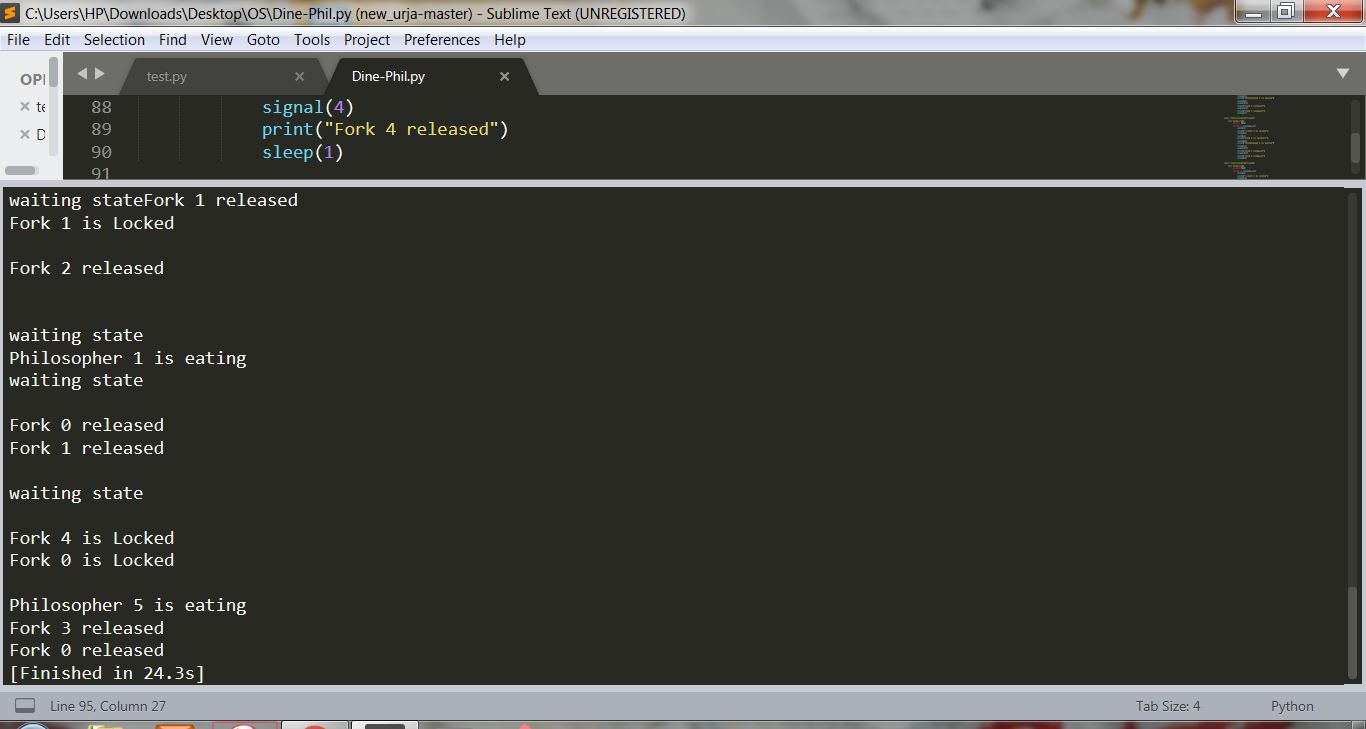 C:\Users\HP\Downloads\Desktop\OS\Dine-Phil.py (new_urja-master) - Sublime Text (UNREGISTERED)
File Edit Selection Find View Goto Tools Project Preferences Help
OPI
test.py
Dine-Phil.py
te
D
88 signal(4)
89 print("Fork 4 released")
90 sleep(1)
91
waiting stateFork 1 released
Fork 1 is Locked
Fork 2 released
waiting state
Philosopher 1 is eating
waiting state
Fork 0 released
Fork 1 released
waiting state
Fork 4 is Locked
Fork 0 is Locked
Philosopher 5 is eating
Fork 3 released
Fork 0 released
[Finished in 24.3s]
Line 95, Column 27
Tab Size: 4
Python